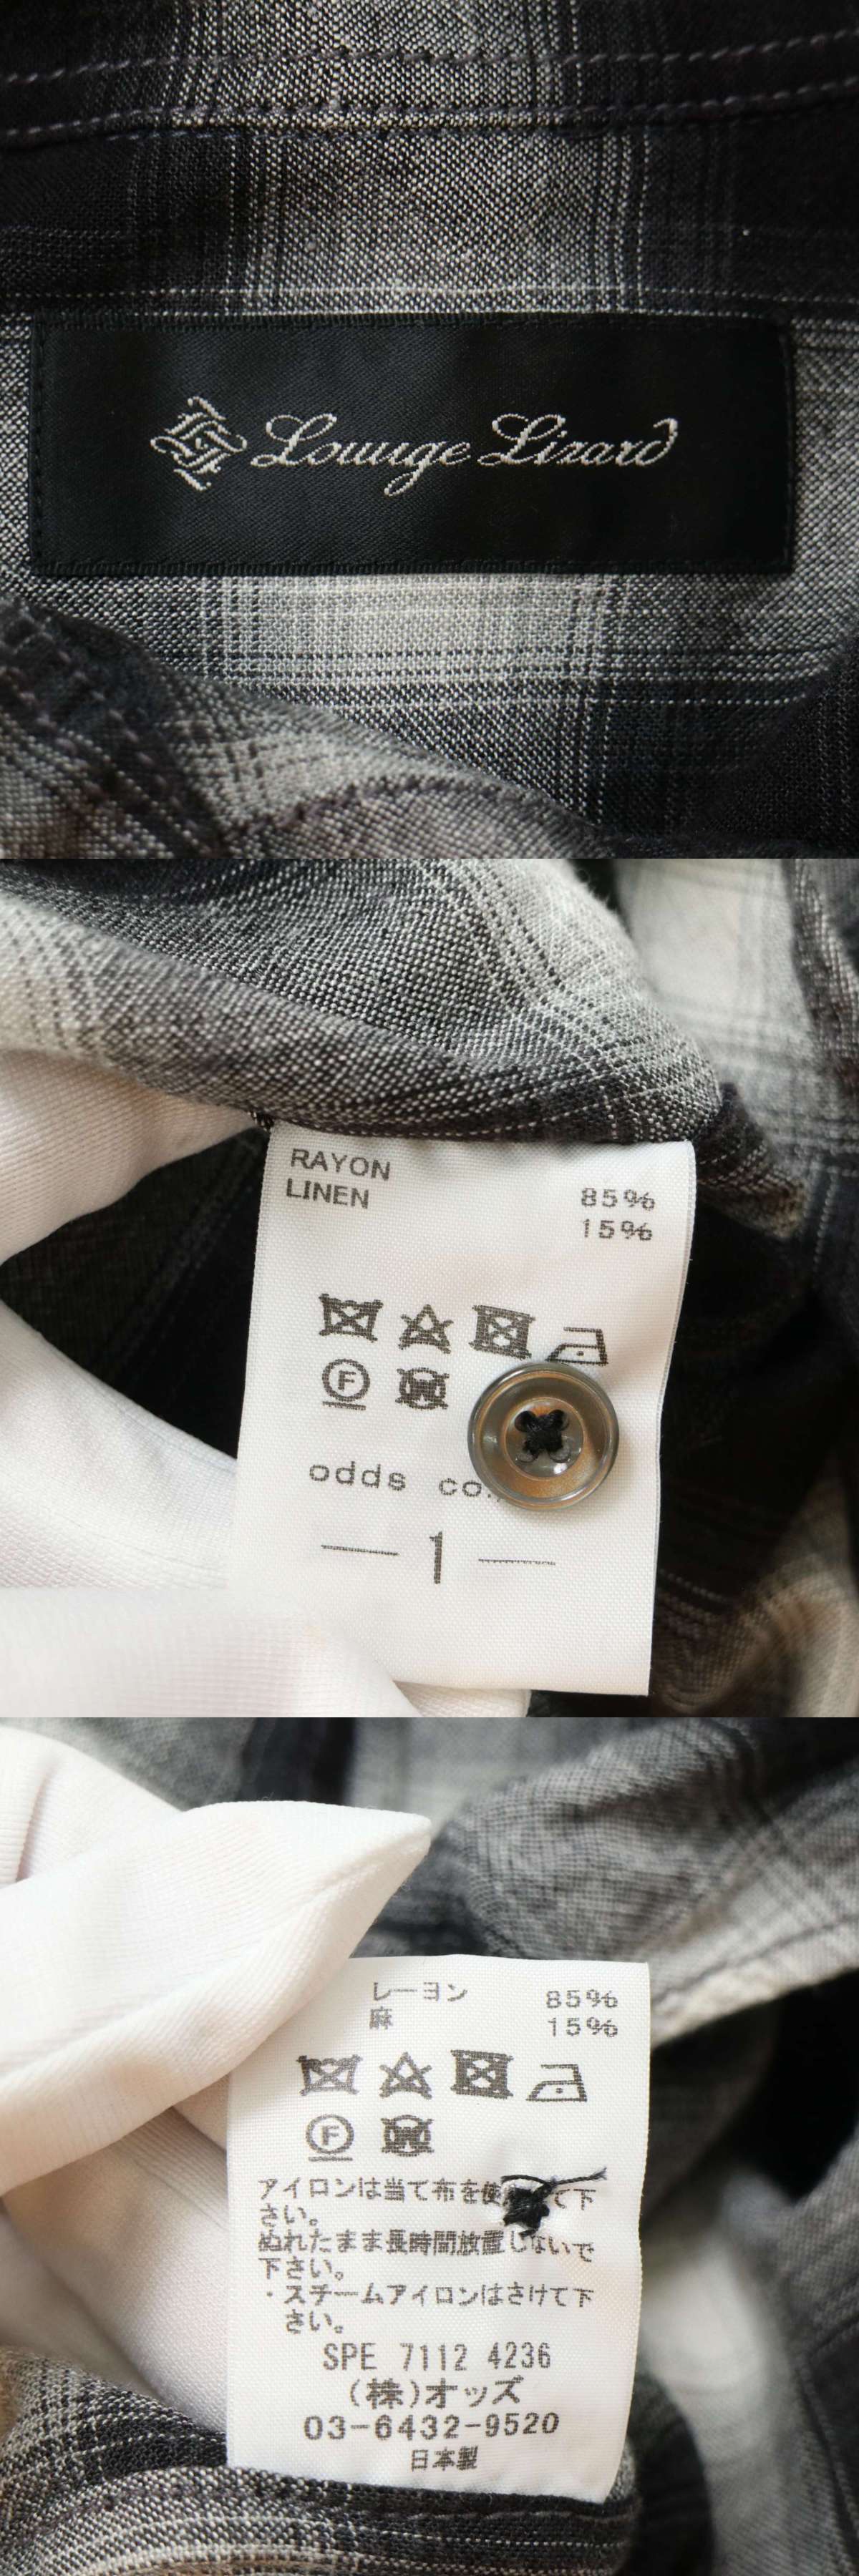 Lounge Lizard
RAYON 85%
LINEN 15%
F
W
odds co.,
1
レーヨン 85%
麻 15%
F
W
アイロンは当て布を使 て下
さい。
ぬれたまま長時間放置しないで
下さい。
・スチームアイロンはさけて下
さい。
SPE 7112 4236
(株)オッズ
03-6432-9520
日本製